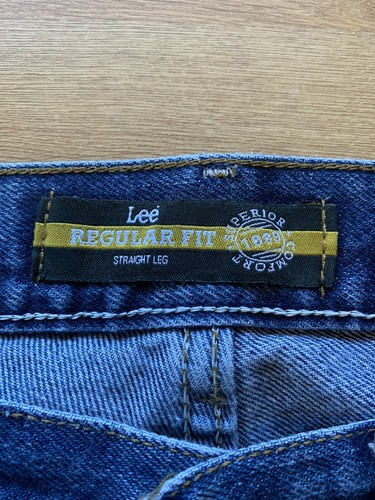 Lee
REGULAR FIT
STRAIGHT LEG
SUPERIOR
1889
COMFORT